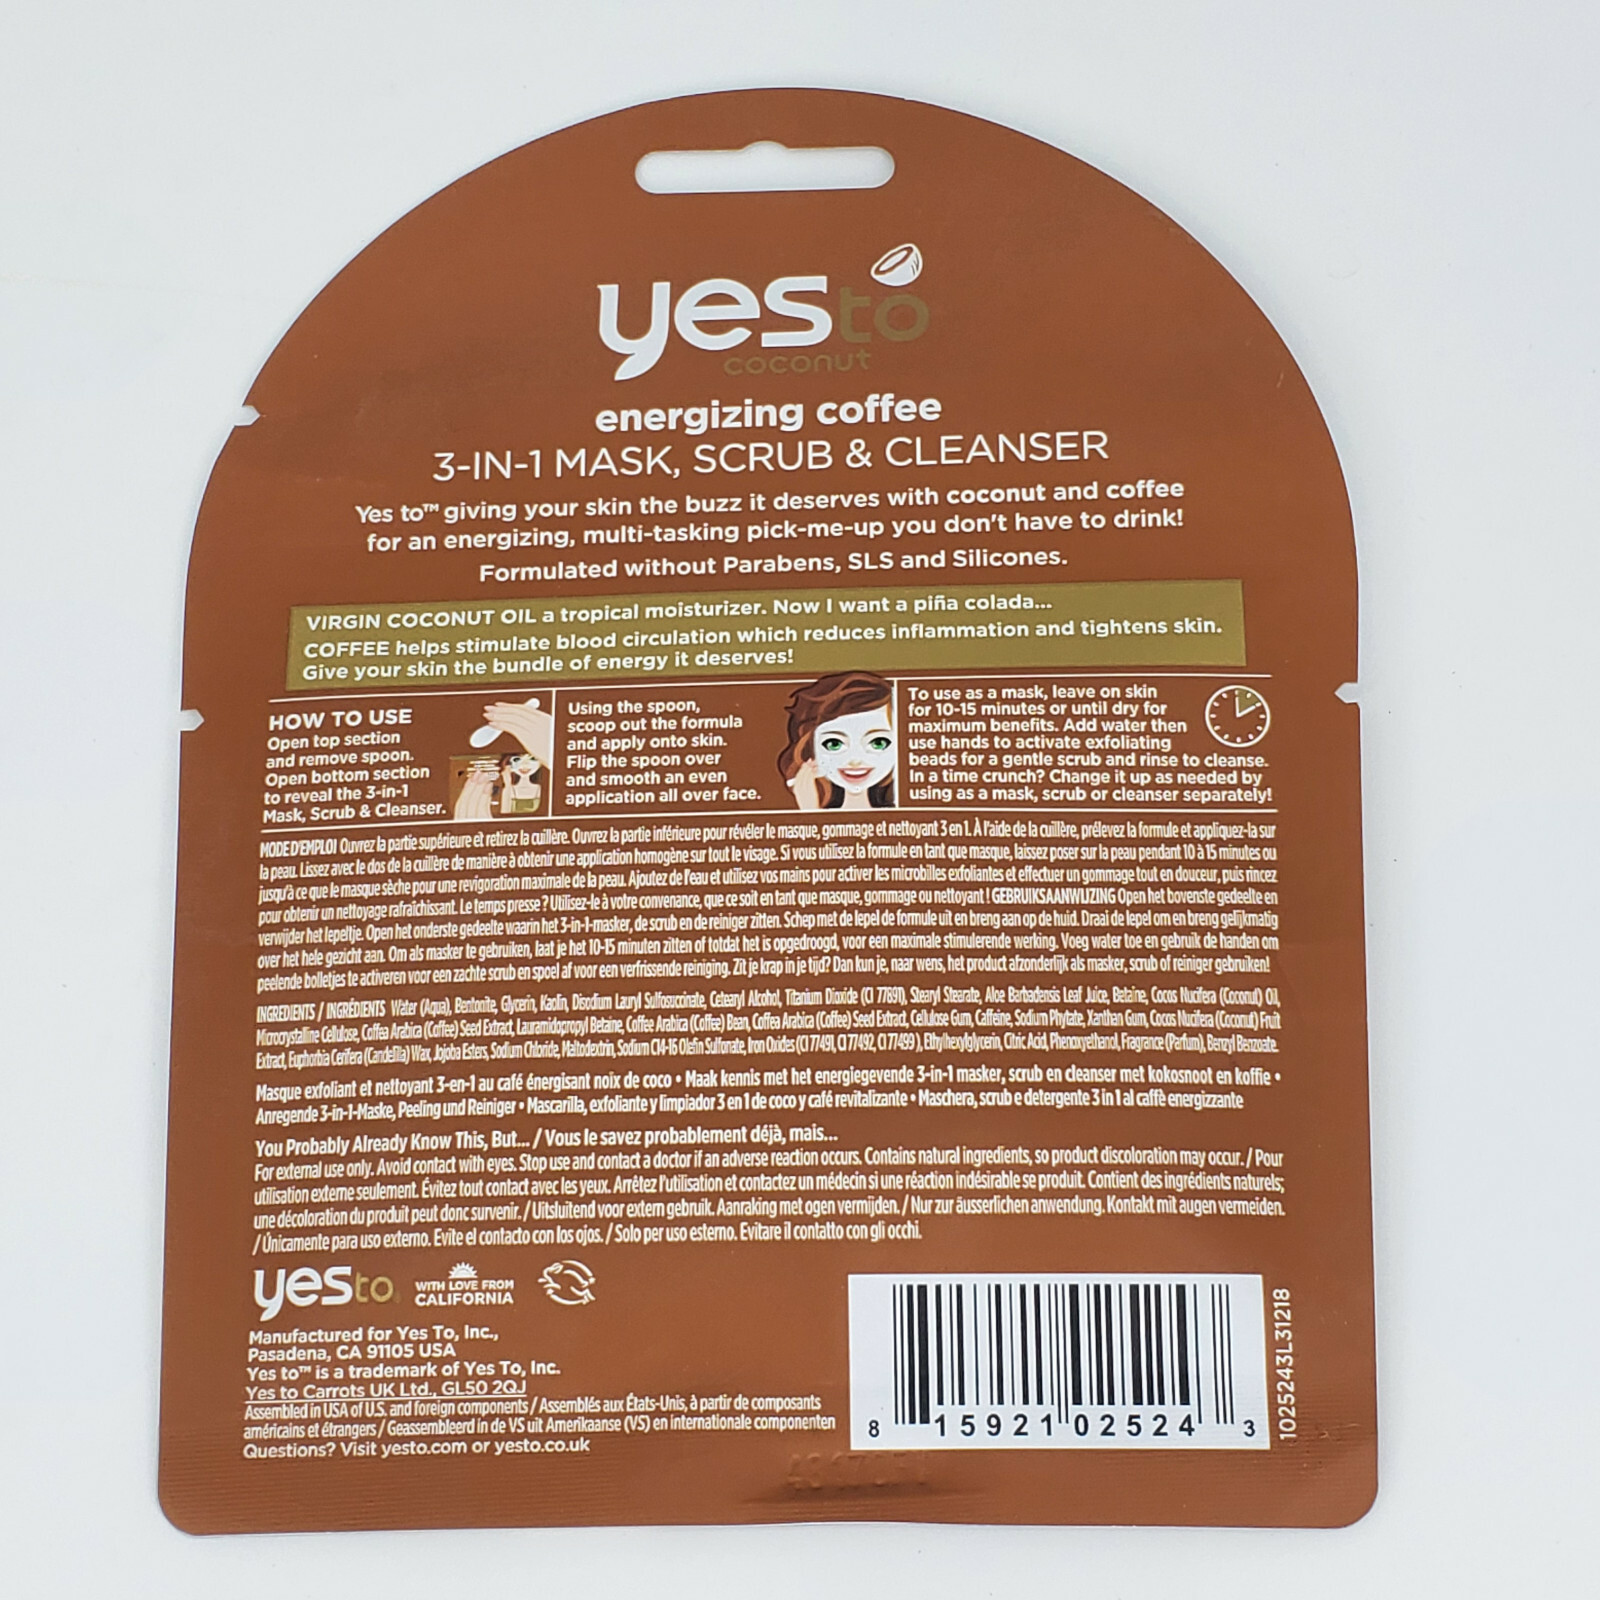 yes to
coconut
energizing coffee
3-IN-1 MASK, SCRUB & CLEANSER
Yes to™ giving your skin the buzz it deserves with coconut and coffee
for an energizing, multi-tasking pick-me-up you don't have to drink!
Formulated without Parabens, SLS and Silicones.
VIRGIN COCONUT OIL a tropical moisturizer. Now I want a piña colada...
COFFEE helps stimulate blood circulation which reduces inflammation and tightens skin.
Give your skin the bundle of energy it deserves!
HOW TO USE
Open top section
and remove spoon.
Open bottom section
to reveal the 3-in-1
Mask, Scrub & Cleanser.
Using the spoon,
scoop out the formula
and apply onto skin.
Flip the spoon over
and smooth an even
application all over face.
To use as a mask, leave on skin
for 10-15 minutes or until dry for
maximum benefits. Add water then
use hands to activate exfoliating
beads for a gentle scrub and rinse to cleanse.
In a time crunch? Change it up as needed by
using as a mask, scrub or cleanser separately!
MODE D'EMPLOI Ouvrez la partie supérieure et retirez la cuillère. Ouvrez la partie inférieure pour révéler le masque, gommage et nettoyant 3 en 1. À l'aide de la cuillère, prélevez la formule et appliquez-la sur
la peau. Lissez avec le dos de la cuillère de manière à obtenir une application homogène sur tout le visage. Si vous utilisez la formule en tant que masque, laissez poser sur la peau pendant 10 à 15 minutes ou
jusqu'à ce que le masque sèche pour une revigoration maximale de la peau. Ajoutez de l'eau et utilisez vos mains pour activer les microbilles exfoliantes et effectuer un gommage tout en douceur, puis rincez
pour obtenir un nettoyage rafraîchissant. Le temps presse ? Utilisez-le à votre convenance, que ce soit en tant que masque, gommage ou nettoyant ! GEBRUIKSAANWIJZING Open het bovenste gedeelte en
verwijder het lepeltje. Open het onderste gedeelte waarin het 3-in-1-masker, de scrub en de reiniger zitten. Schep met de lepel de formule uit en breng aan op de huid. Draai de lepel om en breng gelijkmatig
over het hele gezicht aan. Om als masker te gebruiken, laat je het 10-15 minuten zitten of totdat het is opgedroogd, voor een maximale stimulerende werking. Voeg water toe en gebruik de handen om
peelende bolletjes te activeren voor een zachte scrub en spoel af voor een verfrissende reiniging. Zit je krap in je tijd? Dan kun je, naar wens, het product afzonderlijk als masker, scrub of reiniger gebruiken!
INGREDIENTS / INGRÉDIENTS Water (Aqua), Bentonite, Glycerin, Kaolin, Disodium Lauryl Sulfosuccinate, Cetearyl Alcohol, Titanium Dioxide (CI 77891), Stearyl Stearate, Aloe Barbadensis Leaf Juice, Betaine, Cocos Nucifera (Coconut) Oil,
Microcrystalline Cellulose, Coffea Arabica (Coffee) Seed Extract, Lauramidopropyl Betaine, Coffee Arabica (Coffee) Bean, Coffea Arabica (Coffee) Seed Extract, Cellulose Gum, Caffeine, Sodium Phytate, Xanthan Gum, Cocos Nucifera (Coconut) Fruit
Extract, Euphorbia Cerifera (Candelilla) Wax, Jojoba Esters, Sodium Chloride, Maltodextrin, Sodium C14-16 Olefin Sulfonate, Iron Oxides (CI 77491, CI 77492, CI 77499 ), Ethylhexylglycerin, Citric Acid, Phenoxyethanol, Fragrance (Parfum), Benzyl Benzoate.
Masque exfoliant et nettoyant 3-en-1 au café énergisant noix de coco • Maak kennis met het energiegevende 3-in-1 masker, scrub en cleanser met kokosnoot en koffie •
Anregende 3-in-1-Maske, Peeling und Reiniger • Mascarilla, exfoliante y limpiador 3 en 1 de coco y café revitalizante • Maschera, scrub e detergente 3 in 1 al caffè energizzante
You Probably Already Know This, But... / Vous le savez probablement déjà, mais...
For external use only. Avoid contact with eyes. Stop use and contact a doctor if an adverse reaction occurs. Contains natural ingredients, so product discoloration may occur. / Pour
utilisation externe seulement. Évitez tout contact avec les yeux. Arrêtez l'utilisation et contactez un médecin si une réaction indésirable se produit. Contient des ingrédients naturels;
une décoloration du produit peut donc survenir. / Uitsluitend voor extern gebruik. Aanraking met ogen vermijden. / Nur zur äusserlichen anwendung. Kontakt mit augen vermeiden.
/ Únicamente para uso externo. Evite el contacto con los ojos. / Solo per uso esterno. Evitare il contatto con gli occhi.
yes to
WITH LOVE FROM
CALIFORNIA
Manufactured for Yes To, Inc.,
Pasadena, CA 91105 USA
Yes to™ is a trademark of Yes To, Inc.
Yes to Carrots UK Ltd., GL50 2QJ
Assembled in USA of U.S. and foreign components / Assemblés aux États-Unis, à partir de composants
américains et étrangers / Geassembleerd in de VS uit Amerikaanse (VS) en internationale componenten
Questions? Visit yesto.com or yesto.co.uk
8 15921 02524 3
1025243L31218